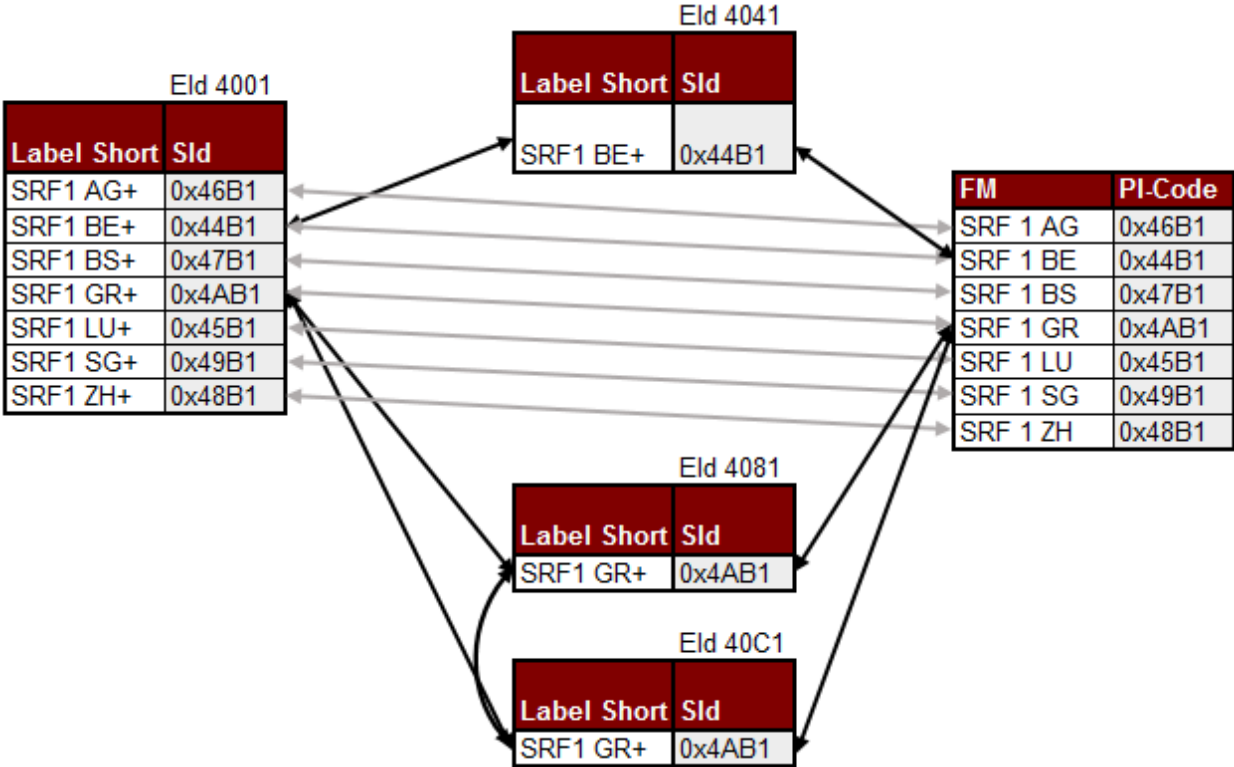 EId 4041
Label Short SId
SRF1 BE+ 0x44B1
EId 4001
Label Short SId
SRF1 AG+ 0x46B1
SRF1 BE+ 0x44B1
SRF1 BS+ 0x47B1
SRF1 GR+ 0x4AB1
SRF1 LU+ 0x45B1
SRF1 SG+ 0x49B1
SRF1 ZH+ 0x48B1
FM PI-Code
SRF 1 AG 0x46B1
SRF 1 BE 0x44B1
SRF 1 BS 0x47B1
SRF 1 GR 0x4AB1
SRF 1 LU 0x45B1
SRF 1 SG 0x49B1
SRF 1 ZH 0x48B1
EId 4081
Label Short SId
SRF1 GR+ 0x4AB1
EId 40C1
Label Short SId
SRF1 GR+ 0x4AB1